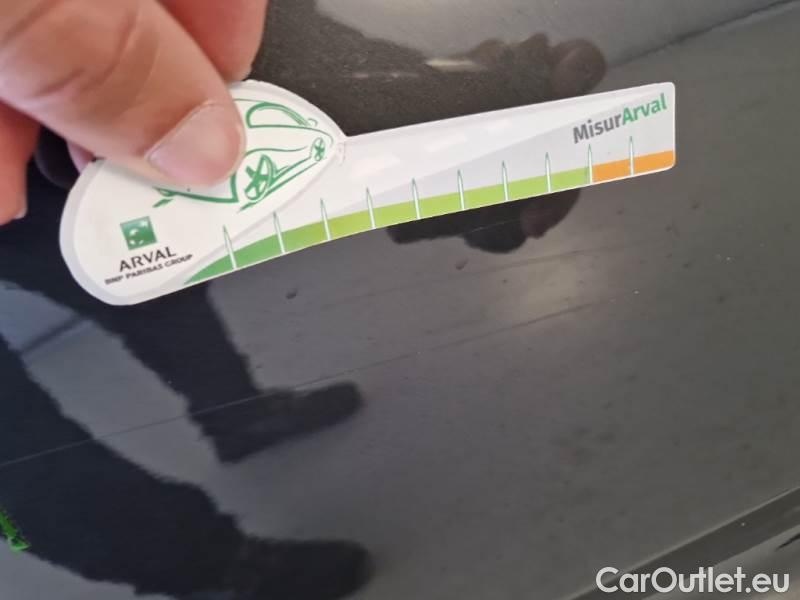 MisurArval
ARVAL
BNP PARIBAS GROUP
CarOutlet.eu